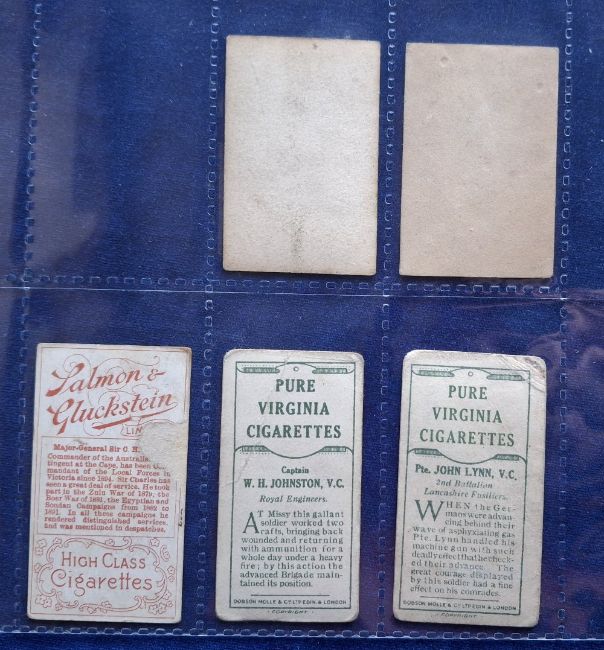 Salmon &
Gluckstein
LIM
Major-General Sir C. H.
Commander of the Australia
tingent at the Cape, has been Com
mandant of the Local Forces in
Victoria since 1894. Sir Charles has
seen a great deal of service. He took
part in the Zulu War of 1879, the
Boer War of 1881, the Egyptian and
Soudan Campaigns from 1882 to
1891. In all these campaigns he
rendered distinguished services,
and was mentioned in despatches.
HIGH CLASS
Cigarettes
PURE
VIRGINIA
CIGARETTES
Captain
W. H. JOHNSTON, V.C.
Royal Engineers.
AT Missy this gallant
soldier worked two
rafts, bringing back
wounded and returning
with ammunition for a
whole day under a heavy
fire; by this action the
advanced Brigade main-
tained its position.
DOBSON MOLLE & Cº LTD EDIN & LONDON
COPYRIGHT
PURE
VIRGINIA
CIGARETTES
Pte. JOHN LYNN, V.C.
2nd Battalion
Lancashire Fusiliers.
WHEN the Ger-
mans were advan-
cing behind their
wave of asphyxiating gas
Pte. Lynn handled his
machine gun with such
deadly effect that he check-
ed their advance. The
great courage displayed
by this soldier had a fine
effect on his comrades.
DOBSON MOLLE & Cº LTD EDIN & LONDON
COPYRIGHT